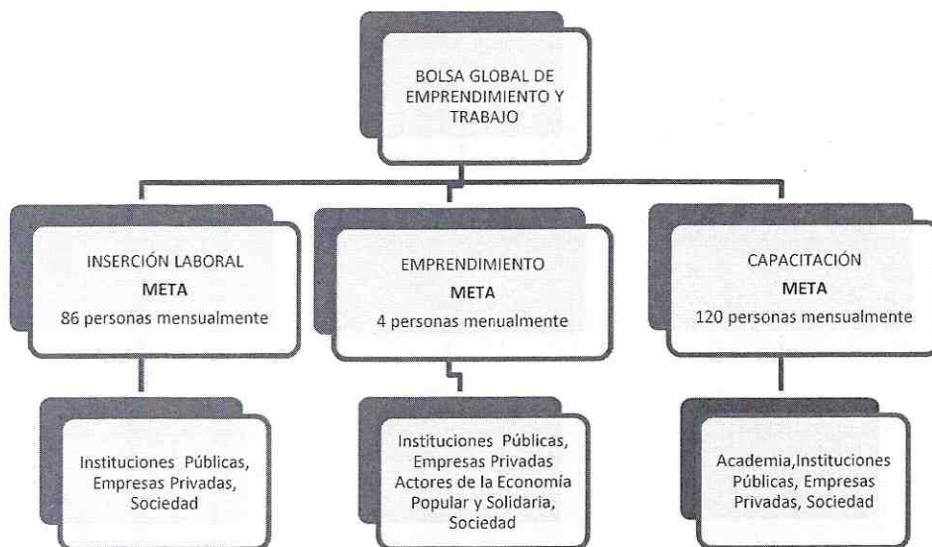 BOLSA GLOBAL DE
EMPRENDIMIENTO Y
TRABAJO
INSERCIÓN LABORAL
META
86 personas mensualmente
EMPRENDIMIENTO
META
4 personas menualmente
CAPACITACIÓN
META
120 personas mensualmente
Instituciones Públicas,
Empresas Privadas,
Sociedad
Instituciones Públicas,
Empresas Privadas
Actores de la Economía
Popular y Solidaria,
Sociedad
Academia,Instituciones
Públicas, Empresas
Privadas, Sociedad